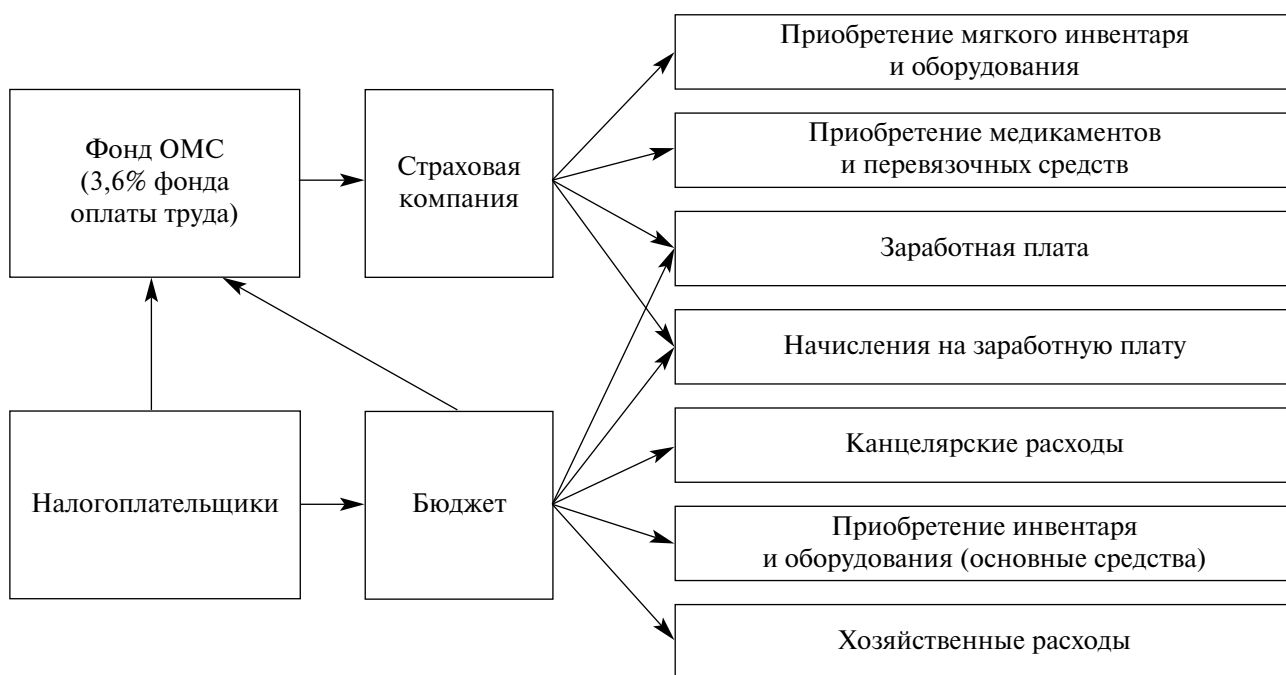 Приобретение мягкого инвентаря
и оборудования
Фонд ОМС
(3,6% фонда
оплаты труда)
Страховая
компания
Приобретение медикаментов
и перевязочных средств
Заработная плата
Начисления на заработную плату
Налогоплательщики
Бюджет
Канцелярские расходы
Приобретение инвентаря
и оборудования (основные средства)
Хозяйственные расходы